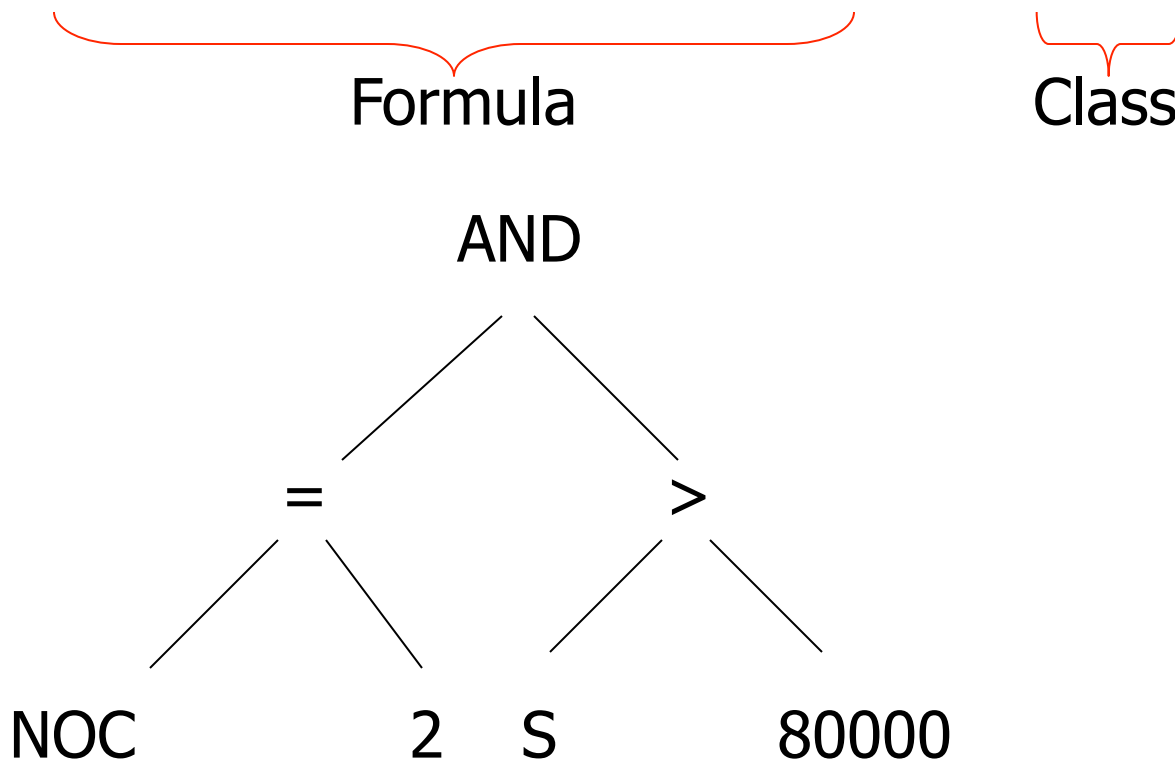 Formula Class
AND
= >
NOC 2 S 80000